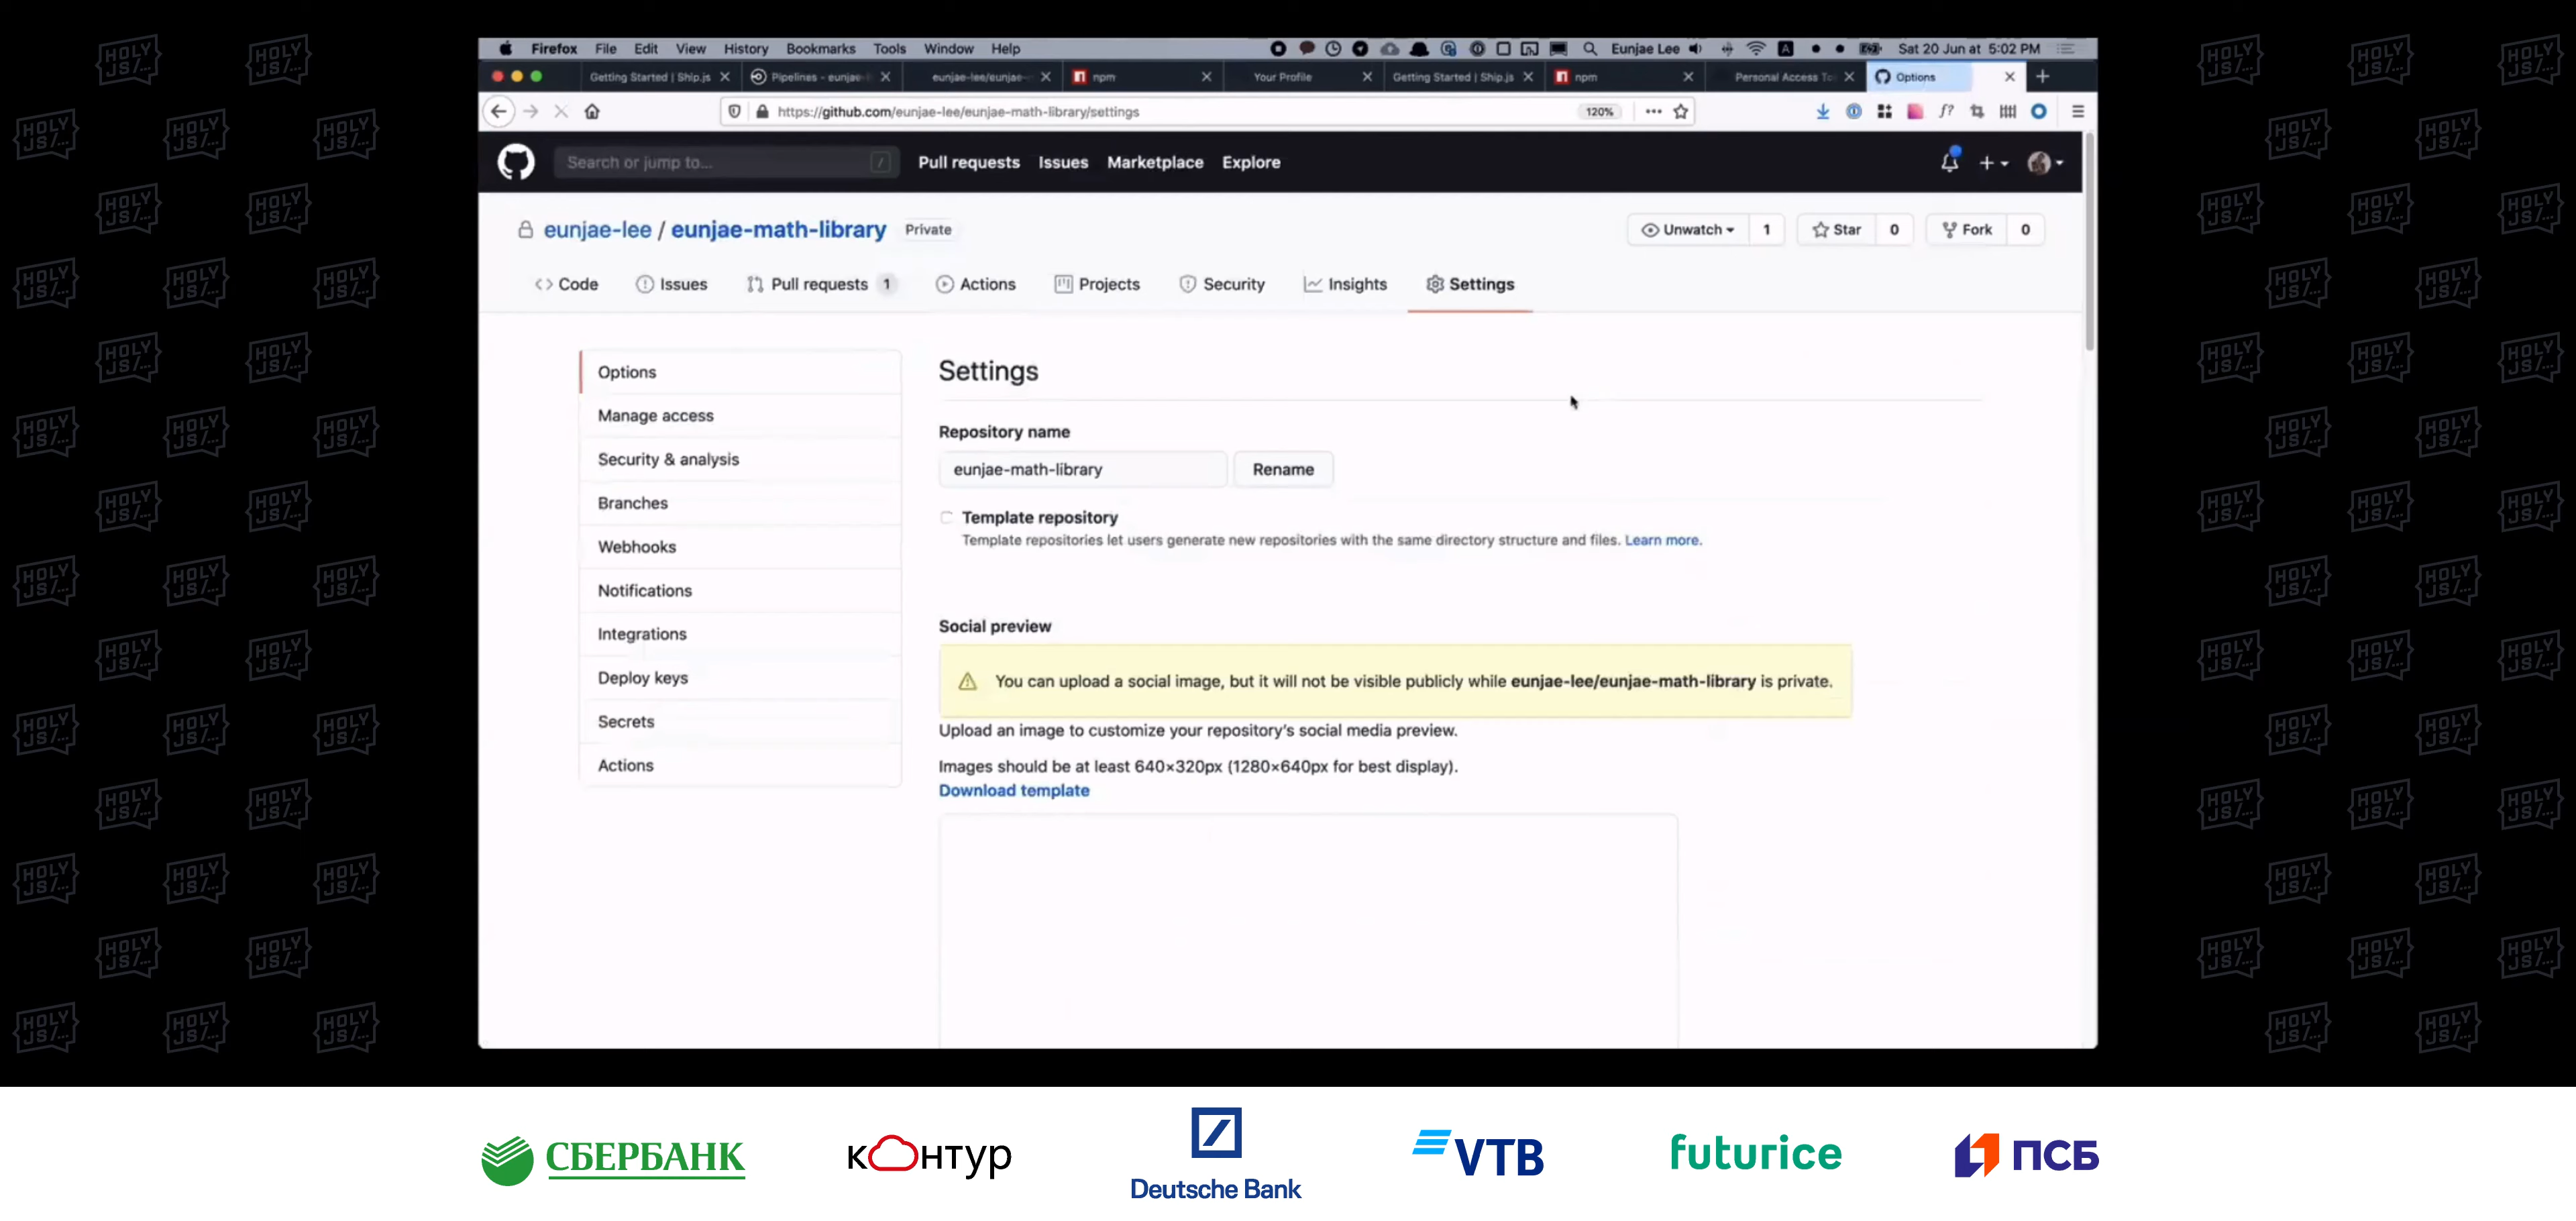 Firefox File Edit View History Bookmarks Tools Window Help Eunjae Lee Sat 20 Jun at 5:02 PM
Getting Started | Ship.js Pipelines - eunjae- eunjae-lee/eunjae- npm Your Profile Getting Started | Ship.js npm Personal Access To Options
https://github.com/eunjae-lee/eunjae-math-library/settings 120%
Search or jump to... / Pull requests Issues Marketplace Explore
eunjae-lee / eunjae-math-library Private Unwatch 1 Star 0 Fork 0
Code Issues Pull requests 1 Actions Projects Security Insights Settings
Options
Manage access
Security & analysis
Branches
Webhooks
Notifications
Integrations
Deploy keys
Secrets
Actions
Settings
Repository name
eunjae-math-library Rename
Template repository
Template repositories let users generate new repositories with the same directory structure and files. Learn more.
Social preview
You can upload a social image, but it will not be visible publicly while eunjae-lee/eunjae-math-library is private.
Upload an image to customize your repository's social media preview.
Images should be at least 640×320px (1280×640px for best display).
Download template
HOLY
JS/...
СБЕРБАНК контур Deutsche Bank VTB futurice ПСБ